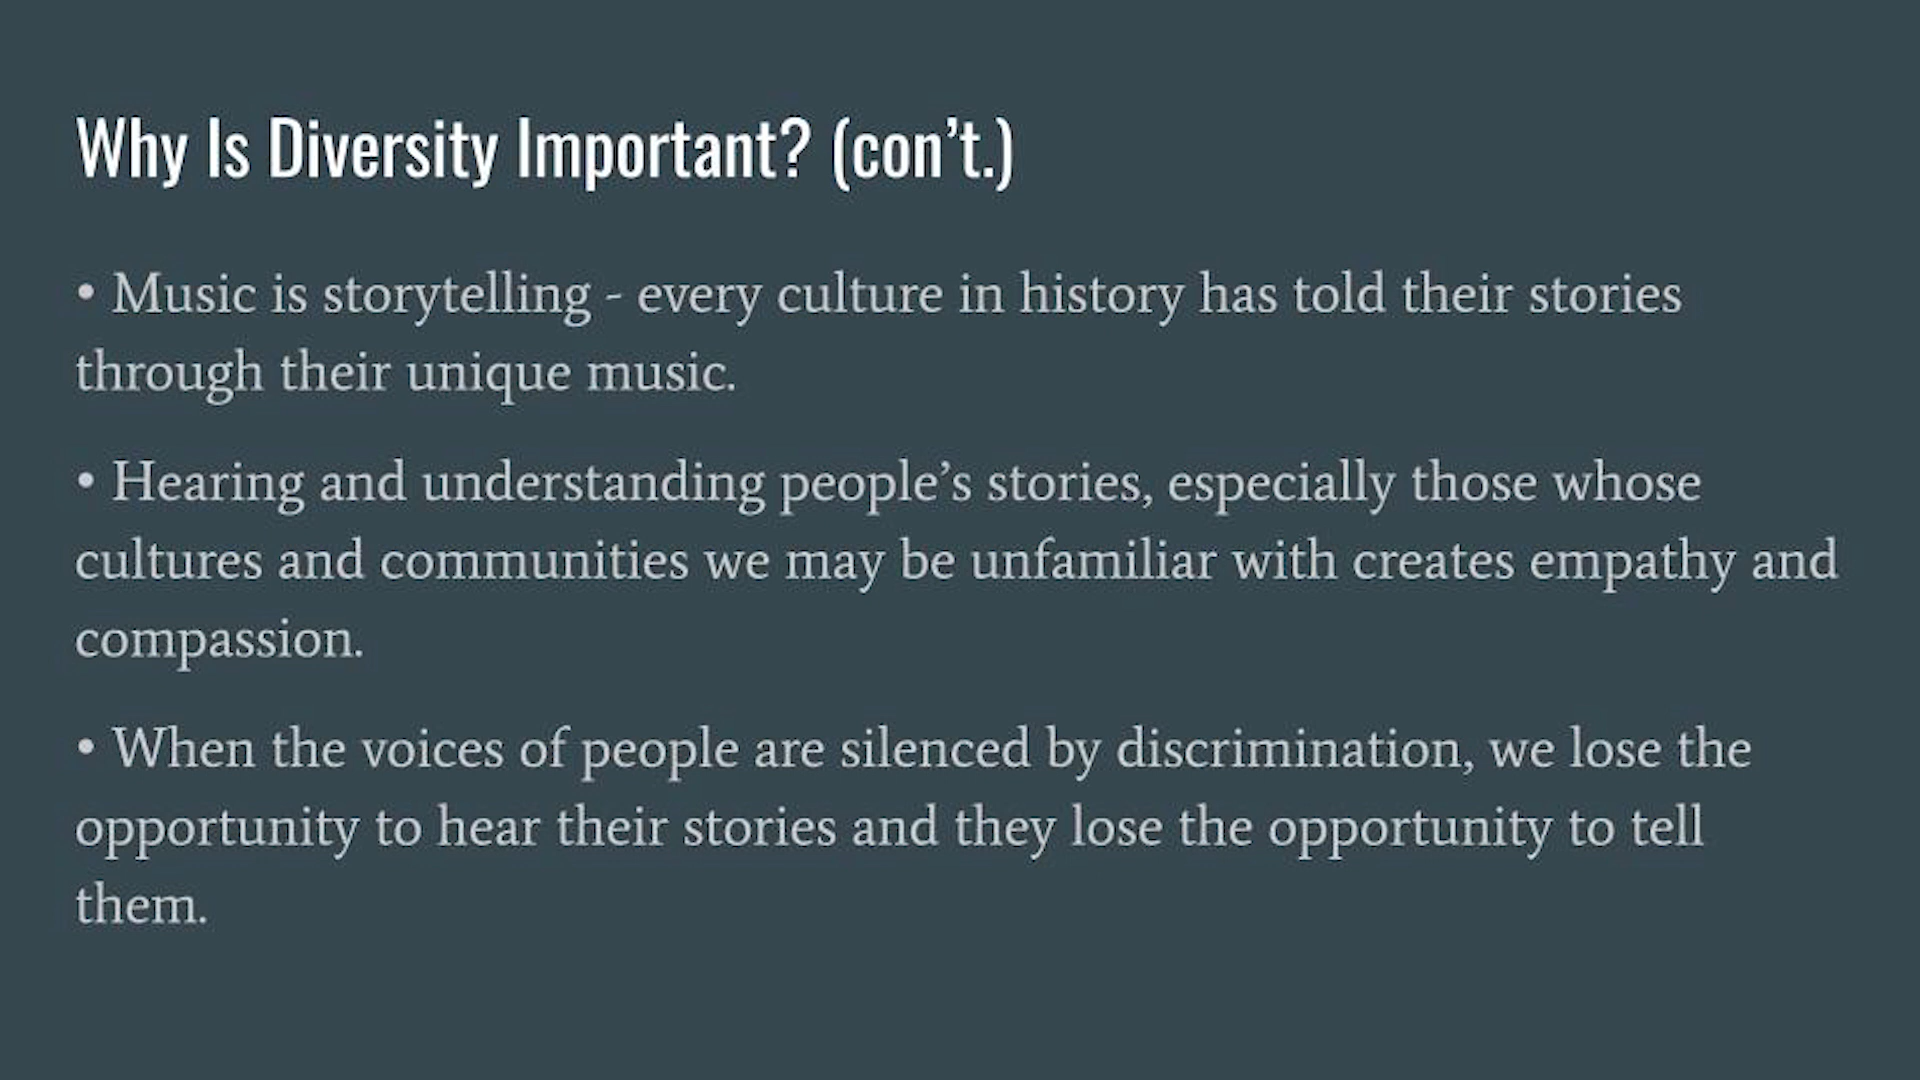 Why Is Diversity Important? (con’t.)
• Music is storytelling - every culture in history has told their stories
through their unique music.
• Hearing and understanding people’s stories, especially those whose
cultures and communities we may be unfamiliar with creates empathy and
compassion.
• When the voices of people are silenced by discrimination, we lose the
opportunity to hear their stories and they lose the opportunity to tell
them.